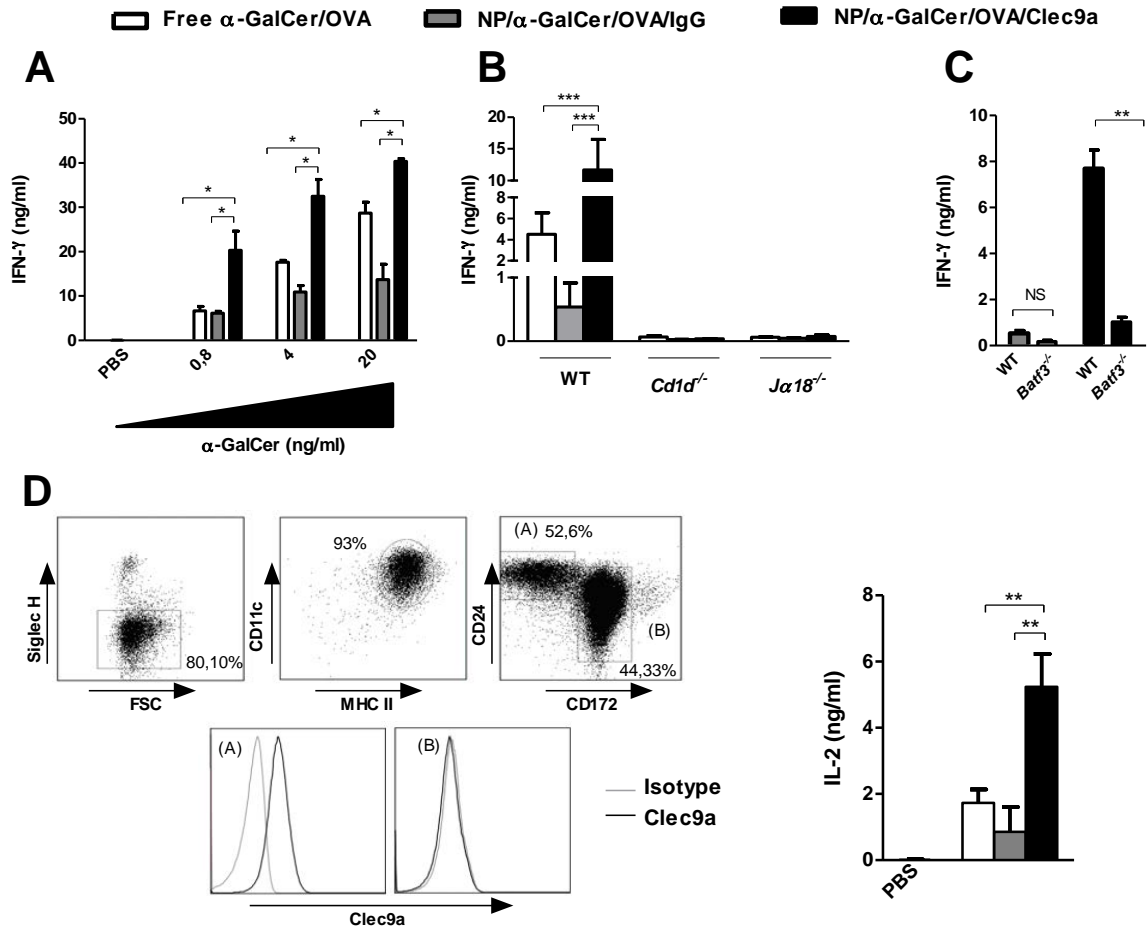 Free α-GalCer/OVA NP/α-GalCer/OVA/IgG NP/α-GalCer/OVA/Clec9a
A
50
40
30
20
10
0
IFN-γ (ng/ml)
* * * * * *
PBS 0,8 4 20
α-GalCer (ng/ml)
B
20
15
10
6
4
2
1
0
IFN-γ (ng/ml)
***
***
WT Cd1d-/- Jα18-/-
C
10
8
6
4
2
0
IFN-γ (ng/ml)
**
NS
WT Batf3-/- WT Batf3-/-
D
Siglec H
80,10%
FSC
CD11c
93%
MHC II
CD24
(A) 52,6%
(B)
44,33%
CD172
(A)
(B)
Isotype
Clec9a
Clec9a
8
6
4
2
0
IL-2 (ng/ml)
**
**
PBS